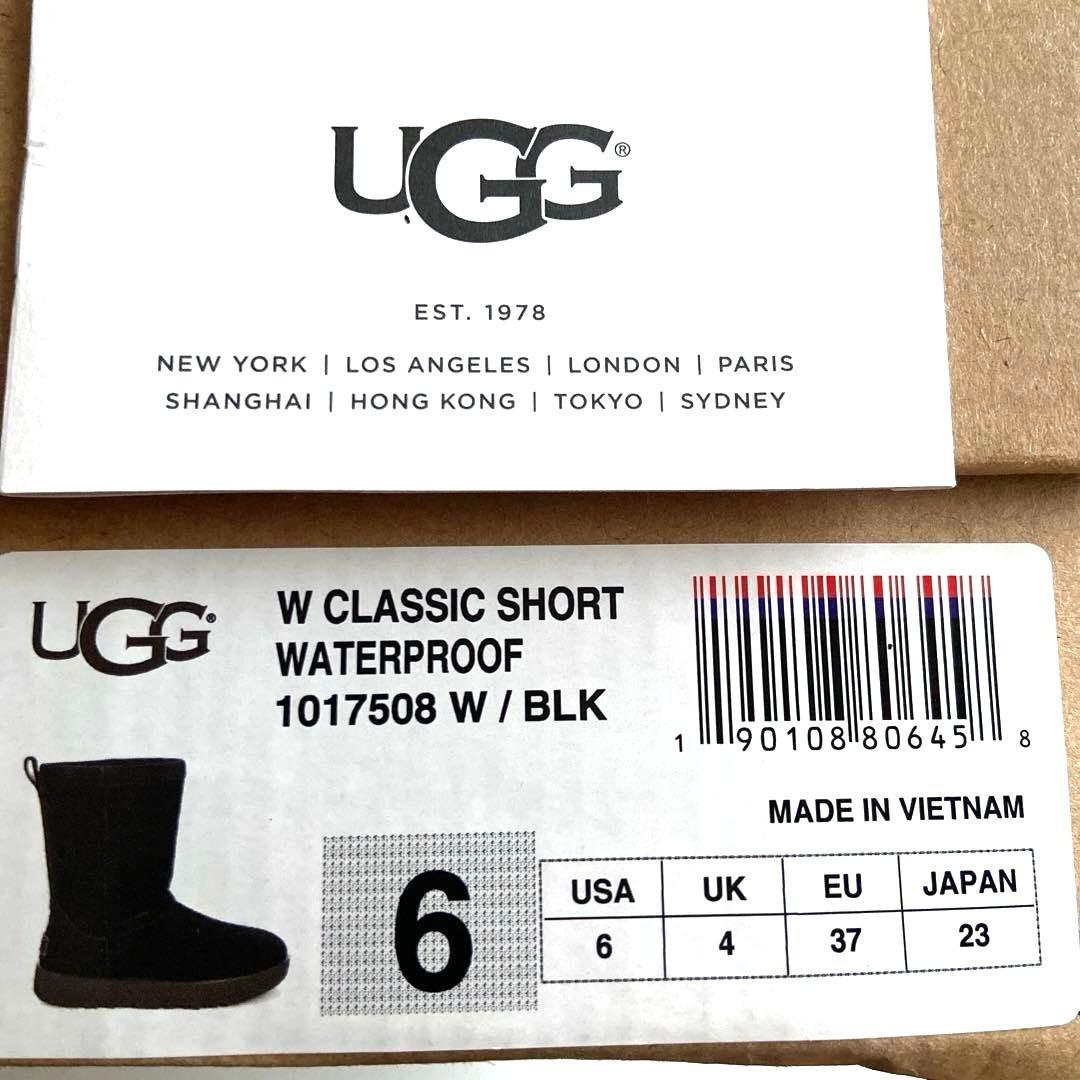 UGG®
EST. 1978
NEW YORK | LOS ANGELES | LONDON | PARIS
SHANGHAI | HONG KONG | TOKYO | SYDNEY
UGG®
W CLASSIC SHORT
WATERPROOF
1017508 W / BLK
1 90108 80645 8
MADE IN VIETNAM
6
USA UK EU JAPAN
6 4 37 23